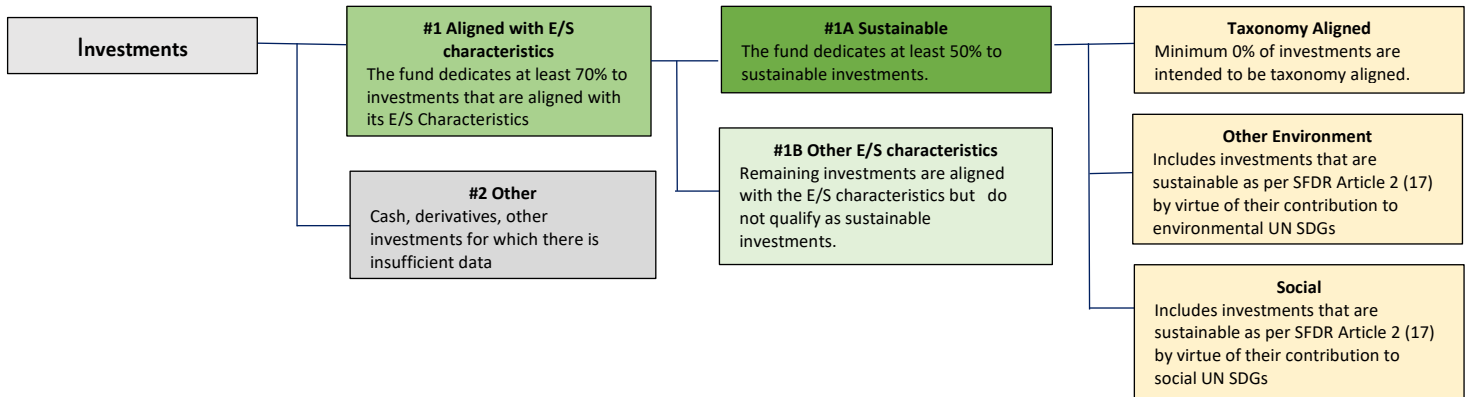 Investments
#1 Aligned with E/S
characteristics
The fund dedicates at least 70% to
investments that are aligned with
its E/S Characteristics
#2 Other
Cash, derivatives, other
investments for which there is
insufficient data
#1A Sustainable
The fund dedicates at least 50% to
sustainable investments.
#1B Other E/S characteristics
Remaining investments are aligned
with the E/S characteristics but do
not qualify as sustainable
investments.
Taxonomy Aligned
Minimum 0% of investments are
intended to be taxonomy aligned.
Other Environment
Includes investments that are
sustainable as per SFDR Article 2 (17)
by virtue of their contribution to
environmental UN SDGs
Social
Includes investments that are
sustainable as per SFDR Article 2 (17)
by virtue of their contribution to
social UN SDGs